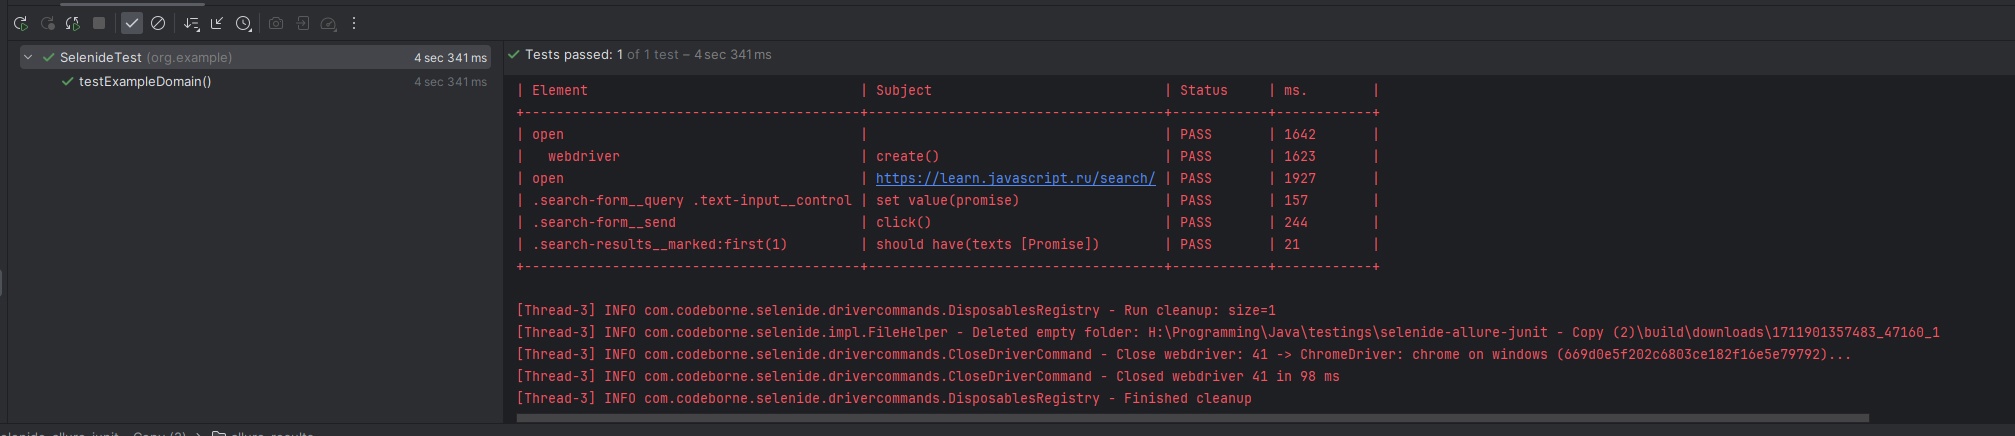 SelenideTest (org.example) 4 sec 341 ms
testExampleDomain() 4 sec 341 ms
Tests passed: 1 of 1 test – 4 sec 341 ms
| Element | Subject | Status | ms. |
+------------------------------------------+-------------------------------------+------------+------------+
| open | | PASS | 1642 |
| webdriver | create() | PASS | 1623 |
| open | https://learn.javascript.ru/search/ | PASS | 1927 |
| .search-form__query .text-input__control | set value(promise) | PASS | 157 |
| .search-form__send | click() | PASS | 244 |
| .search-results__marked:first(1) | should have(texts [Promise]) | PASS | 21 |
+------------------------------------------+-------------------------------------+------------+------------+
[Thread-3] INFO com.codeborne.selenide.drivercommands.DisposablesRegistry - Run cleanup: size=1
[Thread-3] INFO com.codeborne.selenide.impl.FileHelper - Deleted empty folder: H:\Programming\Java\testings\selenide-allure-junit - Copy (2)\build\downloads\1711901357483_47160_1
[Thread-3] INFO com.codeborne.selenide.drivercommands.CloseDriverCommand - Close webdriver: 41 -> ChromeDriver: chrome on windows (669d0e5f202c6803ce182f16e5e79792)...
[Thread-3] INFO com.codeborne.selenide.drivercommands.CloseDriverCommand - Closed webdriver 41 in 98 ms
[Thread-3] INFO com.codeborne.selenide.drivercommands.DisposablesRegistry - Finished cleanup